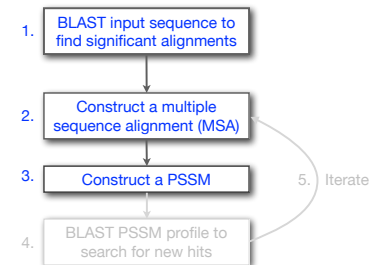 1. BLAST input sequence to
find significant alignments
2. Construct a multiple
sequence alignment (MSA)
3. Construct a PSSM
5. Iterate
4. BLAST PSSM profile to
search for new hits